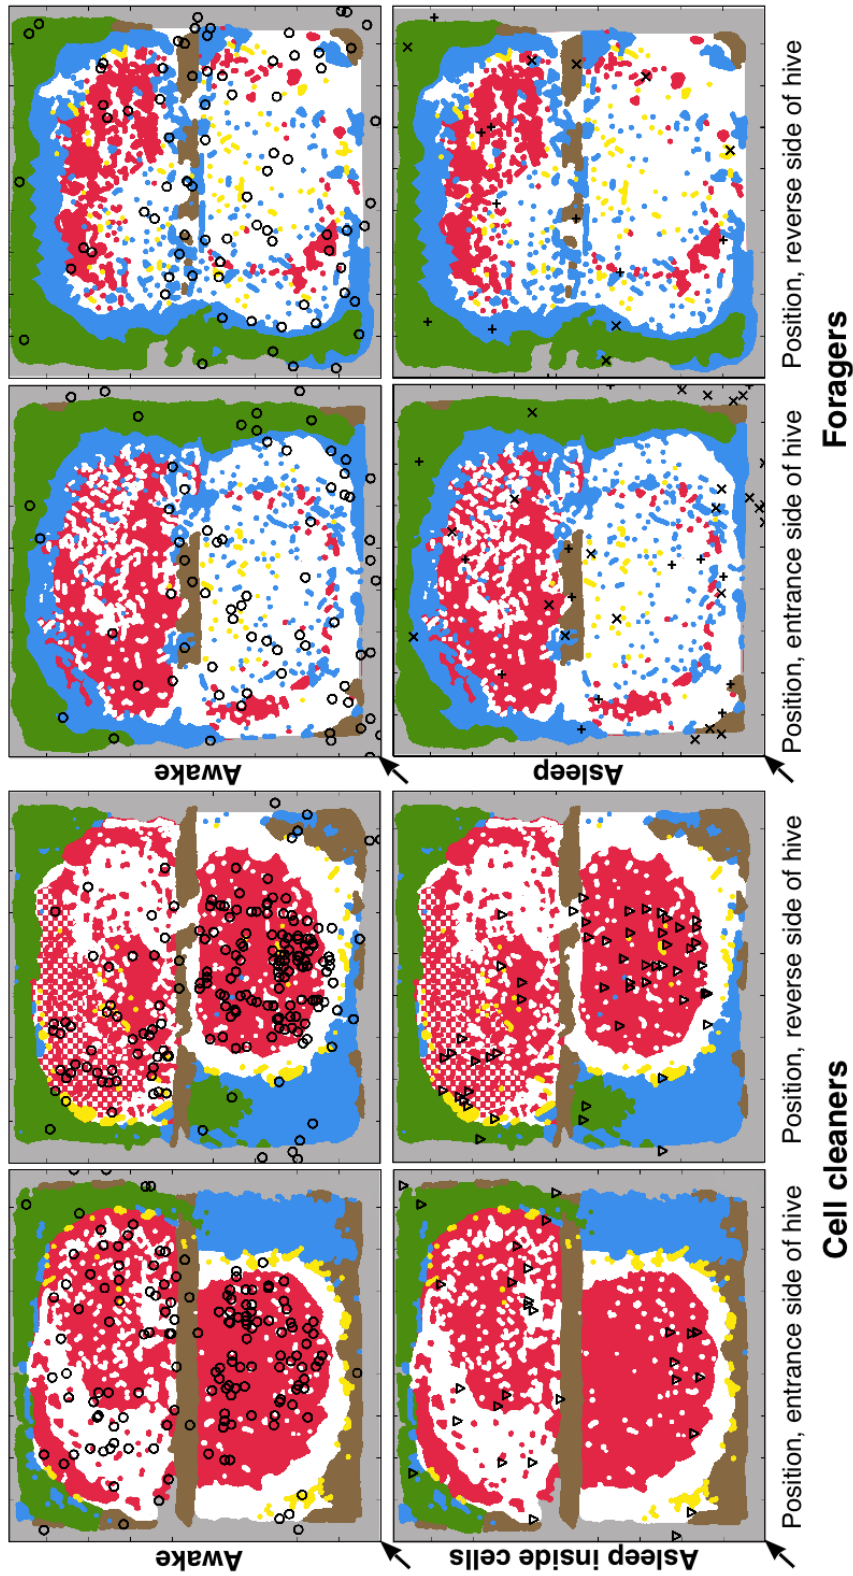 Awake
Asleep
Position, entrance side of hive
Position, reverse side of hive
Foragers
Awake
Asleep inside cells
Position, entrance side of hive
Position, reverse side of hive
Cell cleaners